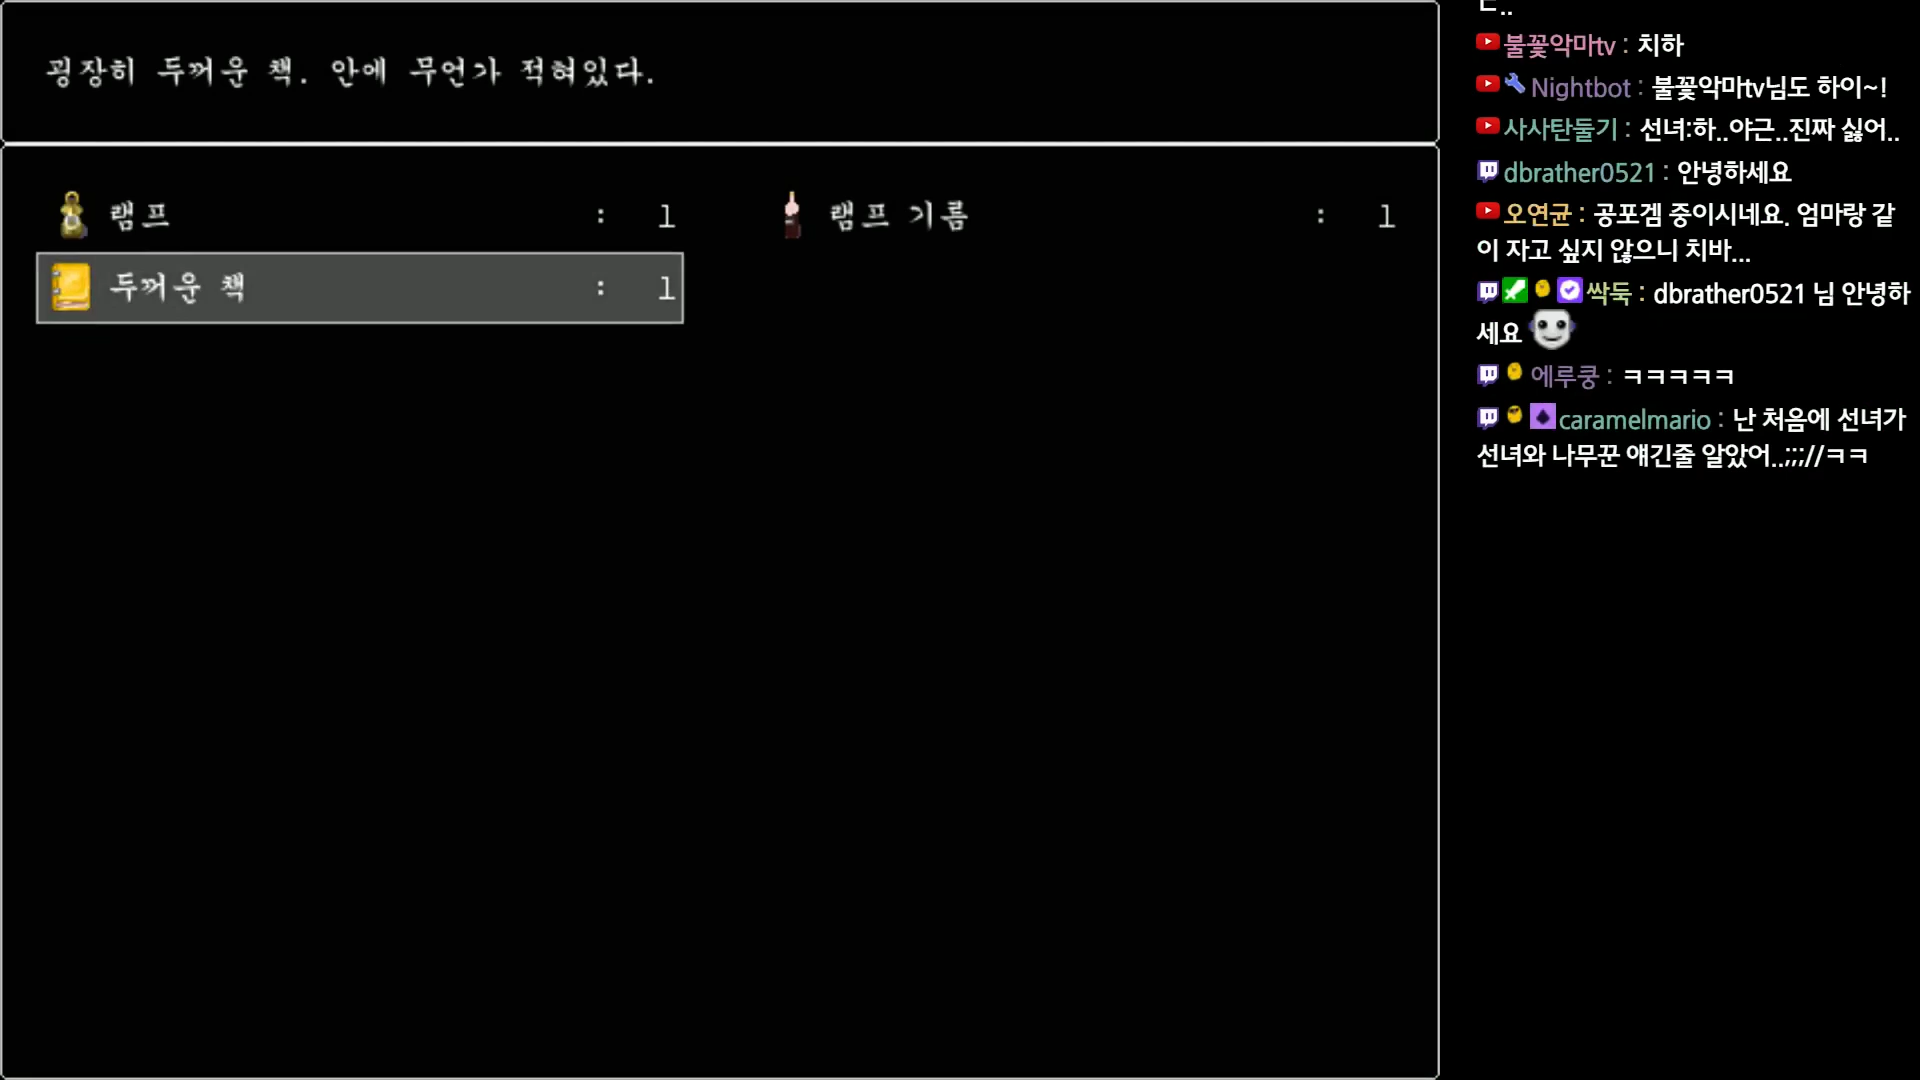 굉장히 두꺼운 책. 안에 무언가 적혀있다.
램프 : 1
램프 기름 : 1
두꺼운 책 : 1
불꽃악마tv : 치하
Nightbot : 불꽃악마tv님도 하이~!
사사탄둘기 : 선녀:하..야근..진짜 싫어..
dbrather0521 : 안녕하세요
오연균 : 공포겜 중이시네요. 엄마랑 같
이 자고 싶지 않으니 치바...
싹둑 : dbrather0521 님 안녕하
세요
에루쿵 : ㅋㅋㅋㅋㅋ
caramelmario : 난 처음에 선녀가
선녀와 나무꾼 얘긴줄 알았어..;;;//ㅋㅋ